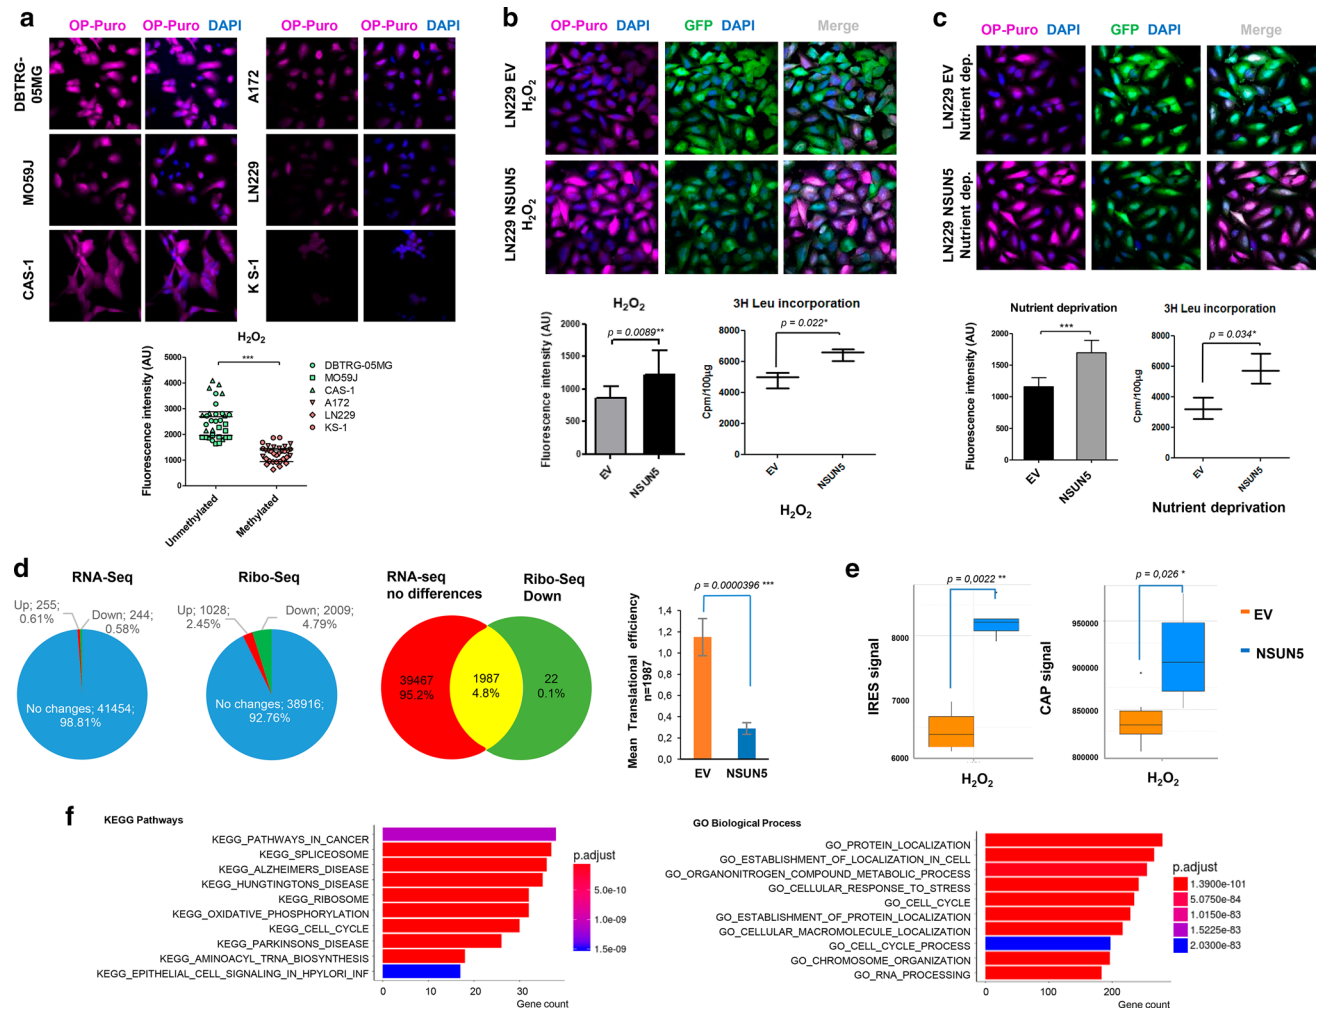 a
OP-Puro
OP-Puro DAPI
OP-Puro
OP-Puro DAPI
DBTRG-
05MG
MO59J
CAS-1
A172
LN229
KS-1
H2O2
Fluorescence intensity (AU)
5000
4000
3000
2000
1000
0
***
Unmethylated
Methylated
DBTRG-05MG
MO59J
CAS-1
A172
LN229
KS-1
b
OP-Puro DAPI
GFP DAPI
Merge
LN229 EV
H2O2
LN229 NSUN5
H2O2
H2O2
Fluorescence intensity (AU)
2000
1500
1000
500
0
p = 0.0089**
EV
NSUN5
3H Leu incorporation
Cpm/100µg
8000
6000
4000
2000
0
p = 0.022*
EV
NSUN5
H2O2
c
OP-Puro DAPI
GFP DAPI
Merge
LN229 EV
Nutrient dep.
LN229 NSUN5
Nutrient dep.
Nutrient deprivation
Fluorescence intensity (AU)
2000
1500
1000
500
0
***
EV
NSUN5
3H Leu incorporation
Cpm/100µg
8000
6000
4000
2000
0
p = 0.034*
EV
NSUN5
Nutrient deprivation
d
RNA-Seq
Up; 255;
0.61%
Down; 244;
0.58%
No changes; 41454;
98.81%
Ribo-Seq
Up; 1028;
2.45%
Down; 2009;
4.79%
No changes; 38916;
92.76%
RNA-seq
no differences
Ribo-Seq
Down
39467
95.2%
1987
4.8%
22
0.1%
ρ = 0.0000396 ***
Mean Translational efficiency
n=1987
1,4
1,2
1,0
0,8
0,6
0,4
0,2
0,0
EV
NSUN5
e
ρ = 0,0022 **
IRES signal
8000
7000
6000
H2O2
ρ = 0,026 *
CAP signal
950000
900000
850000
800000
H2O2
EV
NSUN5
f
KEGG Pathways
KEGG_PATHWAYS_IN_CANCER
KEGG_SPLICEOSOME
KEGG_ALZHEIMERS_DISEASE
KEGG_HUNGTINGTONS_DISEASE
KEGG_RIBOSOME
KEGG_OXIDATIVE_PHOSPHORYLATION
KEGG_CELL_CYCLE
KEGG_PARKINSONS_DISEASE
KEGG_AMINOACYL_TRNA_BIOSYNTHESIS
KEGG_EPITHELIAL_CELL_SIGNALING_IN_HPYLORI_INF
0
10
20
30
Gene count
p.adjust
5.0e-10
1.0e-09
1.5e-09
GO Biological Process
GO_PROTEIN_LOCALIZATION
GO_ESTABLISHMENT_OF_LOCALIZATION_IN_CELL
GO_ORGANONITROGEN_COMPOUND_METABOLIC_PROCESS
GO_CELLULAR_RESPONSE_TO_STRESS
GO_CELL_CYCLE
GO_ESTABLISHMENT_OF_PROTEIN_LOCALIZATION
GO_CELLULAR_MACROMOLECULE_LOCALIZATION
GO_CELL_CYCLE_PROCESS
GO_CHROMOSOME_ORGANIZATION
GO_RNA_PROCESSING
0
100
200
Gene count
p.adjust
1.3900e-101
5.0750e-84
1.0150e-83
1.5225e-83
2.0300e-83